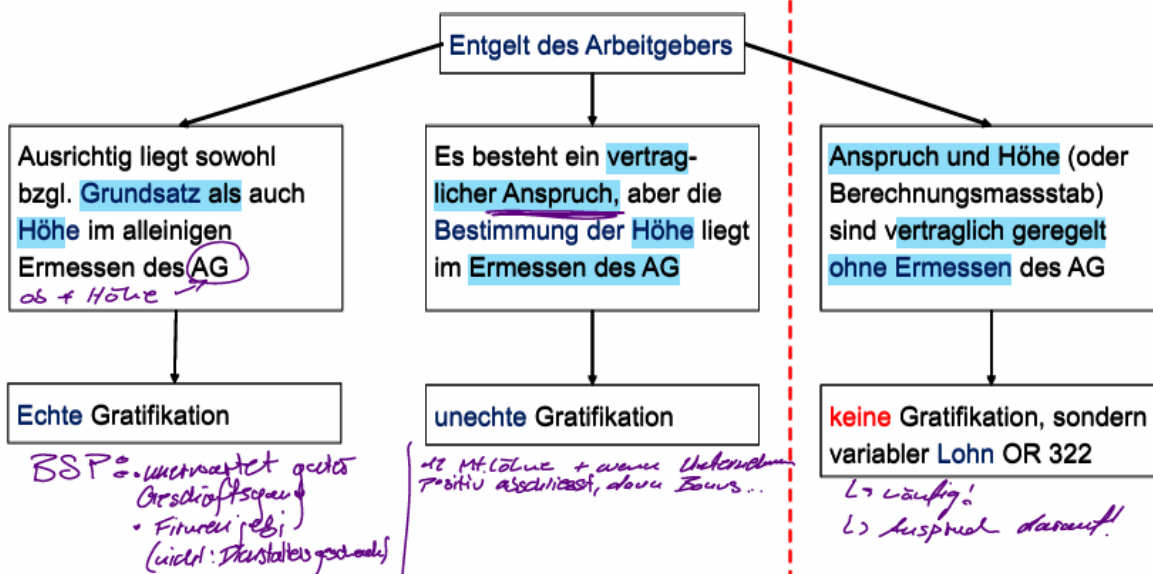 Entgelt des Arbeitgebers
Ausrichtig liegt sowohl
bzgl. Grundsatz als auch
Höhe im alleinigen
Ermessen des AG
ob + Höhe
Echte Gratifikation
BSP: • unerwartet guter
Geschäftsgang
• Firmenjubi
(nicht: Dienstaltersgeschenk)
Es besteht ein vertrag-
licher Anspruch, aber die
Bestimmung der Höhe liegt
im Ermessen des AG
unechte Gratifikation
12 Mt. Löhne + wenn Unternehmen
positiv abschliesst, dann Bonus...
Anspruch und Höhe (oder
Berechnungsmassstab)
sind vertraglich geregelt
ohne Ermessen des AG
keine Gratifikation, sondern
variabler Lohn OR 322
↳ häufig!
↳ Anspruch darauf!